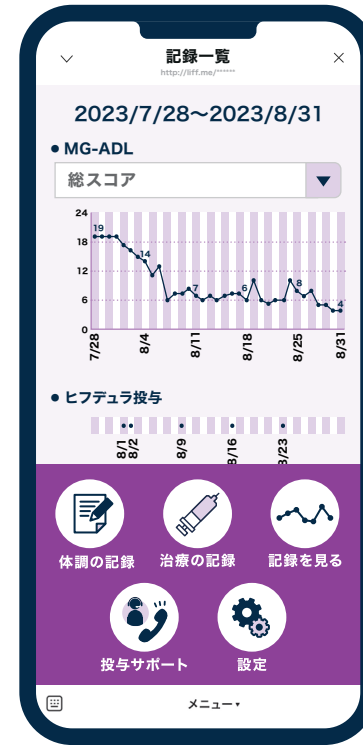 記録一覧
http://liff.me/******
2023/7/28〜2023/8/31
● MG-ADL
総スコア ▼
24
18
12
6
0
19
14
7
6
8
4
7/28 8/4 8/11 8/18 8/25 8/31
● ヒフデュラ投与
8/1 8/2 8/9 8/16 8/23
体調の記録 治療の記録 記録を見る
投与サポート 設定
メニュー▾